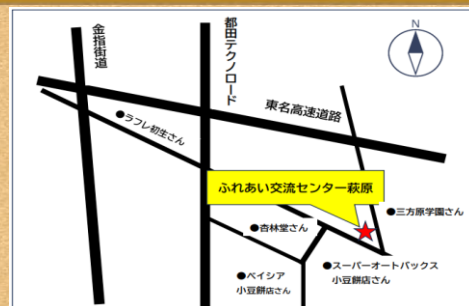 N
金指街道
都田テクノロード
東名高速道路
●ラフレ初生さん
ふれあい交流センター萩原
●三方原学園さん
●杏林堂さん
●スーパーオートバックス
小豆餅店さん
●ベイシア
小豆餅店さん